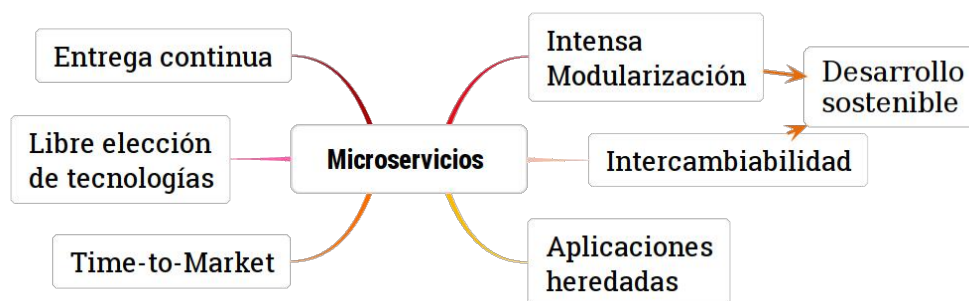 Entrega continua
Libre elección
de tecnologías
Time-to-Market
Microservicios
Intensa
Modularización
Intercambiabilidad
Aplicaciones
heredadas
Desarrollo
sostenible